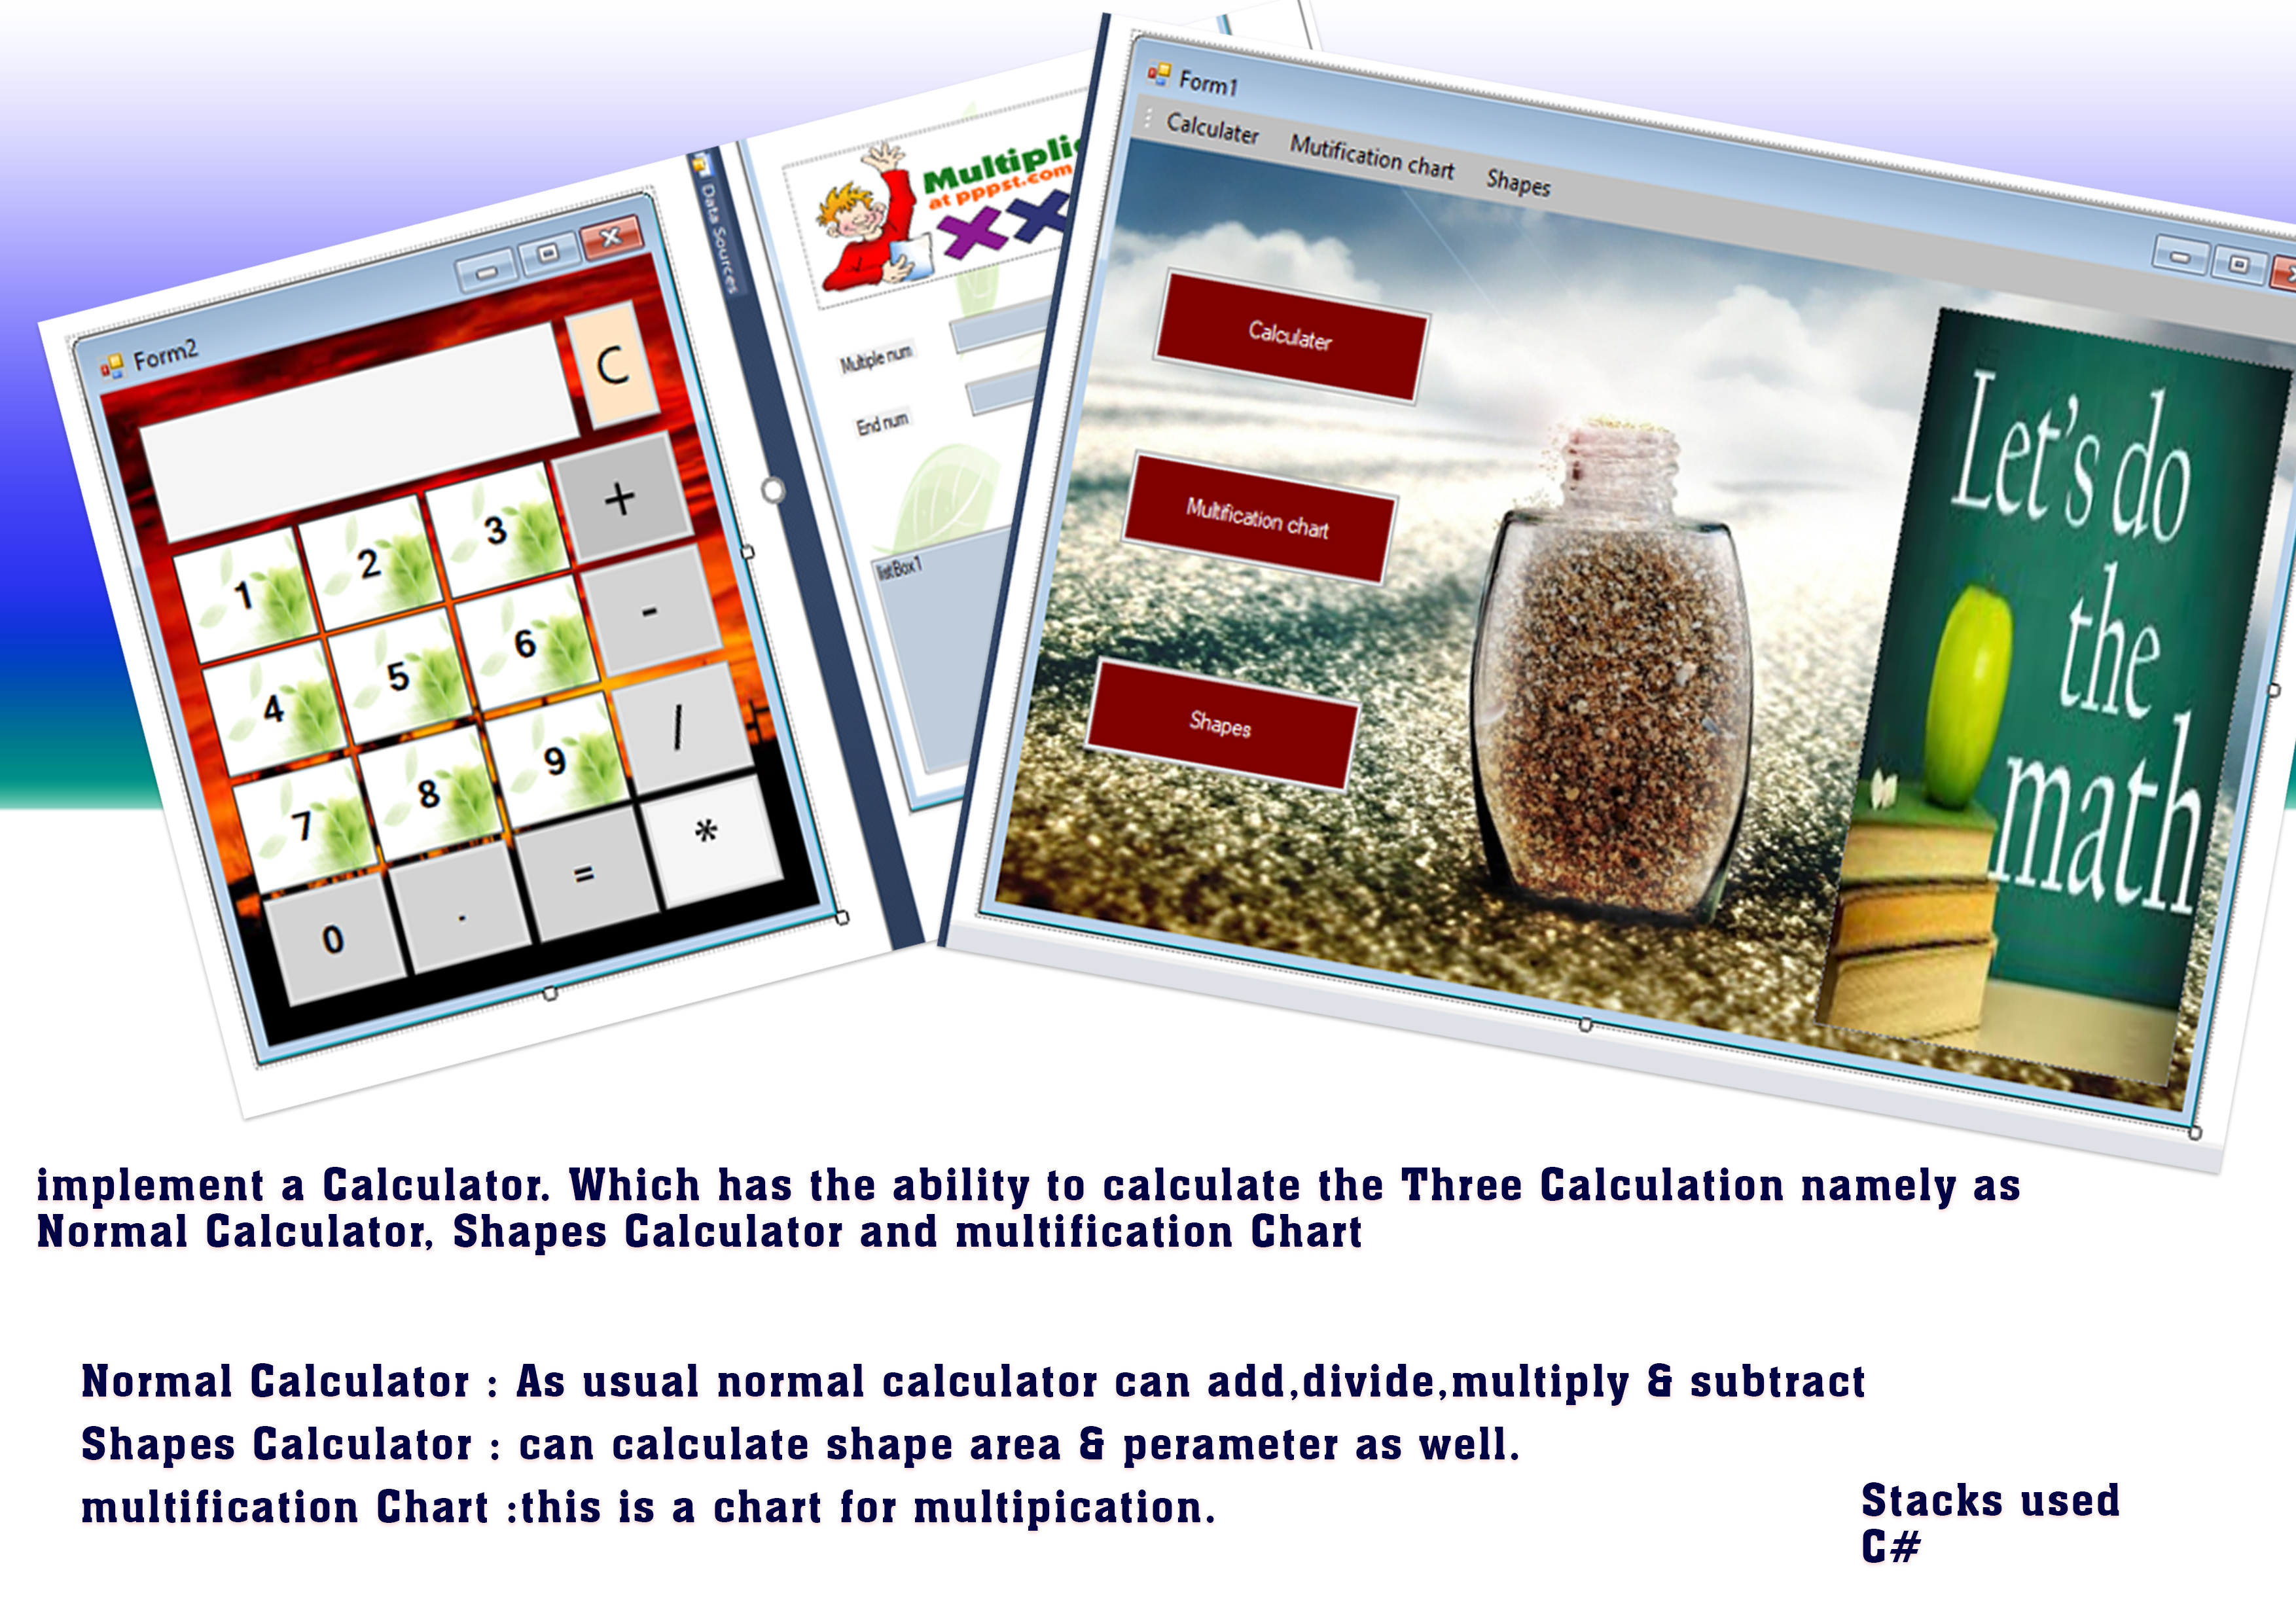 Form2
C
1
2
3
+
4
5
6
-
7
8
9
/
0
.
=
*
Data Sources
at pppst.com
Multiple num
End num
listBox1
Form1
Calculater Mutification chart Shapes
Calculater
Multification chart
Shapes
Let's do
the
math
implement a Calculator. Which has the ability to calculate the Three Calculation namely as
Normal Calculator, Shapes Calculator and multification Chart
Normal Calculator : As usual normal calculator can add,divide,multiply & subtract
Shapes Calculator : can calculate shape area & perameter as well.
multification Chart :this is a chart for multipication.
Stacks used
C#